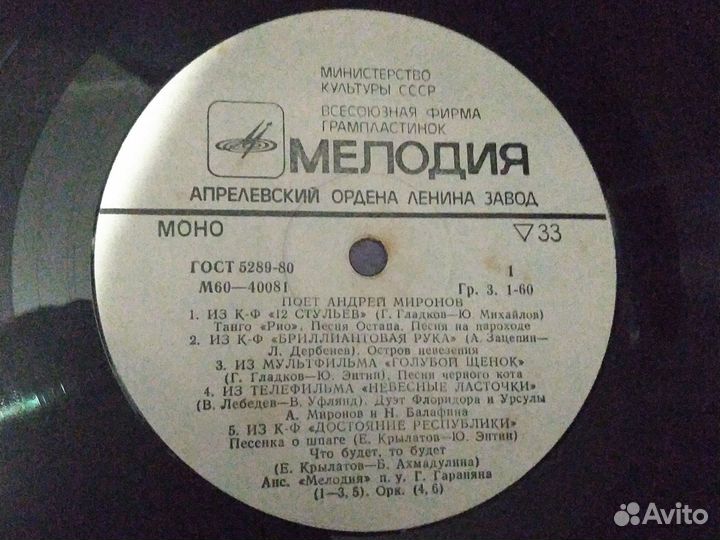 МИНИСТЕРСТВО
КУЛЬТУРЫ СССР
ВСЕСОЮЗНАЯ ФИРМА
ГРАМПЛАСТИНОК
МЕЛОДИЯ
АПРЕЛЕВСКИЙ ОРДЕНА ЛЕНИНА ЗАВОД
МОНО ▽33
ГОСТ 5289-80 1
М60—40081 Гр. 3. 1-60
ПОЕТ АНДРЕЙ МИРОНОВ
1. ИЗ К-Ф «12 СТУЛЬЕВ» (Г. Гладков—Ю. Михайлов)
Танго «Рио», Песня Остапа, Песня на пароходе
2. ИЗ К-Ф «БРИЛЛИАНТОВАЯ РУКА» (А. Зацепин—
Л. Дербенев). Остров невезения
3. ИЗ МУЛЬТФИЛЬМА «ГОЛУБОЙ ЩЕНОК»
(Г. Гладков—Ю. Энтин). Песня черного кота
4. ИЗ ТЕЛЕФИЛЬМА «НЕБЕСНЫЕ ЛАСТОЧКИ»
(В. Лебедев—В. Уфлянд). Дуэт Флоридора и Урсулы
А. Миронов и Н. Балафина
5. ИЗ К-Ф «ДОСТОЯНИЕ РЕСПУБЛИКИ»
Песенка о шпаге (Е. Крылатов—Ю. Энтин)
Что будет, то будет
(Е. Крылатов—Б. Ахмадулина)
Анс. «Мелодия» п. у. Г. Гараняна
(1—3, 5). Орк. (4, 6)
Avito